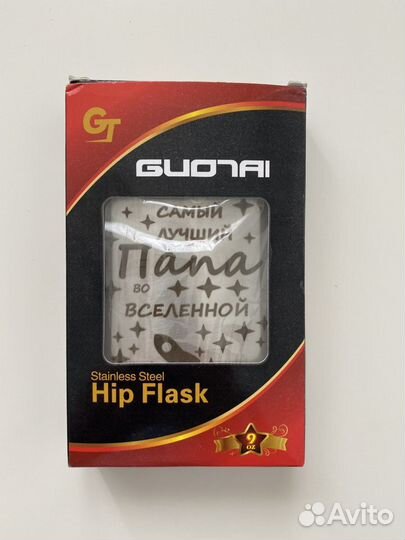 GT
GUOTAI
САМЫЙ
ЛУЧШИЙ
Папа
ВО
ВСЕЛЕННОЙ
Stainless Steel
Hip Flask
9
OZ
Avito